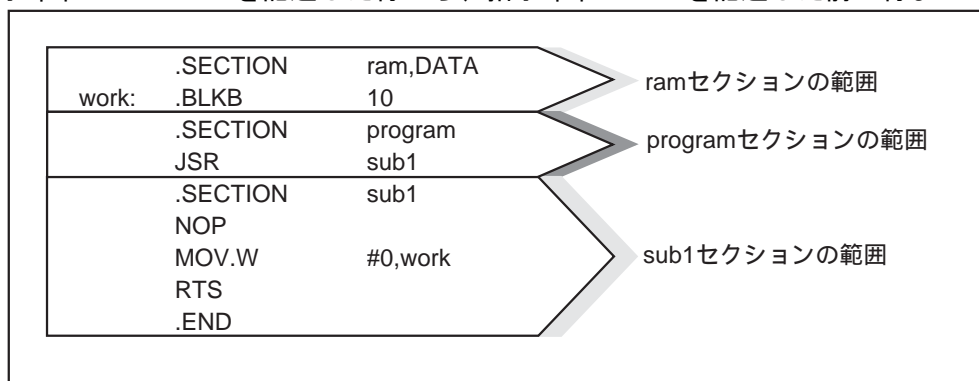 .SECTION ram,DATA
work: .BLKB 10
ramセクションの範囲
.SECTION program
JSR sub1
programセクションの範囲
.SECTION sub1
NOP
MOV.W #0,work
RTS
.END
sub1セクションの範囲